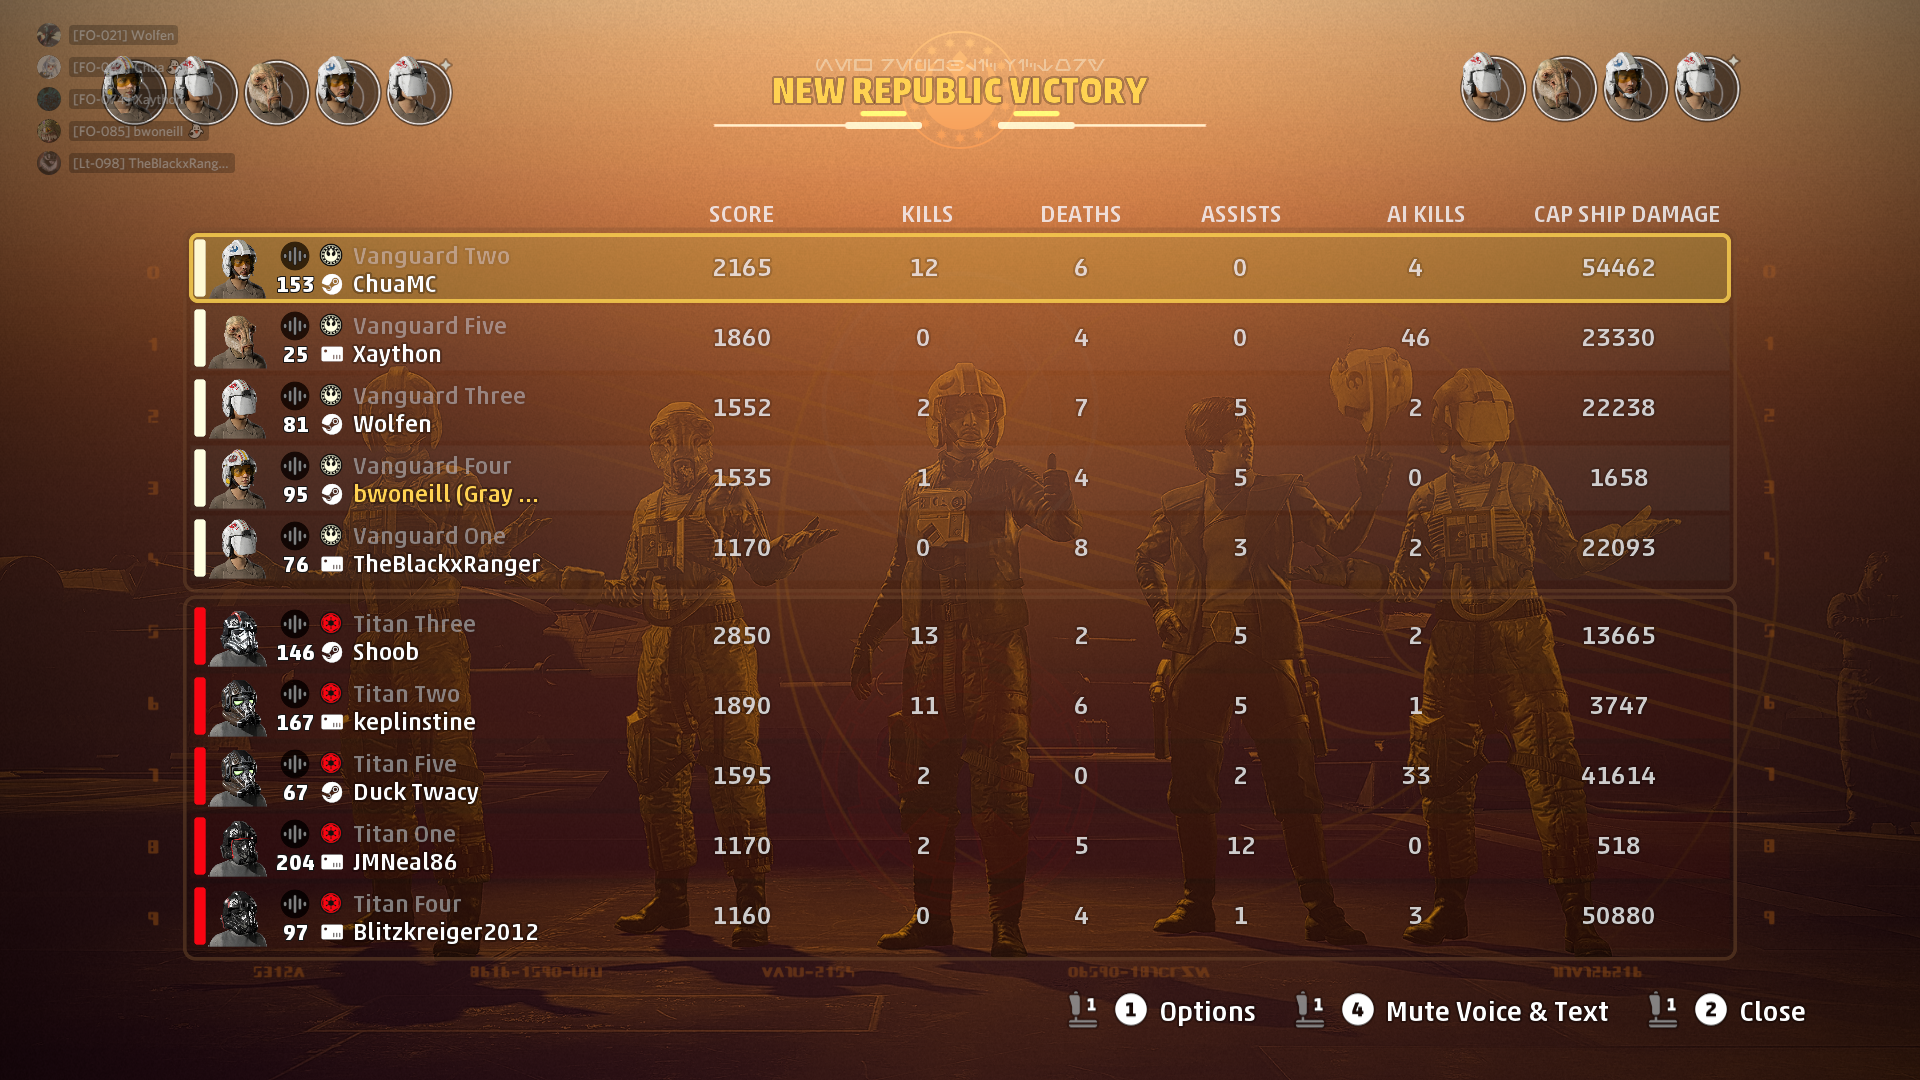 [FO-021] Wolfen
Chua
Xaython
[FO-085] bwoneill
[Lt-098] TheBlackxRang...
NEW REPUBLIC VICTORY
SCORE KILLS DEATHS ASSISTS AI KILLS CAP SHIP DAMAGE
Vanguard Two
153 ChuaMC 2165 12 6 0 4 54462
Vanguard Five
25 Xaython 1860 0 4 0 46 23330
Vanguard Three
81 Wolfen 1552 2 7 5 2 22238
Vanguard Four
95 bwoneill (Gray ... 1535 1 4 5 0 1658
Vanguard One
76 TheBlackxRanger 1170 0 8 3 2 22093
Titan Three
146 Shoob 2850 13 2 5 2 13665
Titan Two
167 keplinstine 1890 11 6 5 1 3747
Titan Five
67 Duck Twacy 1595 2 0 2 33 41614
Titan One
204 JMNeal86 1170 2 5 12 0 518
Titan Four
97 Blitzkreiger2012 1160 0 4 1 3 50880
1 1 Options 1 4 Mute Voice & Text 1 2 Close